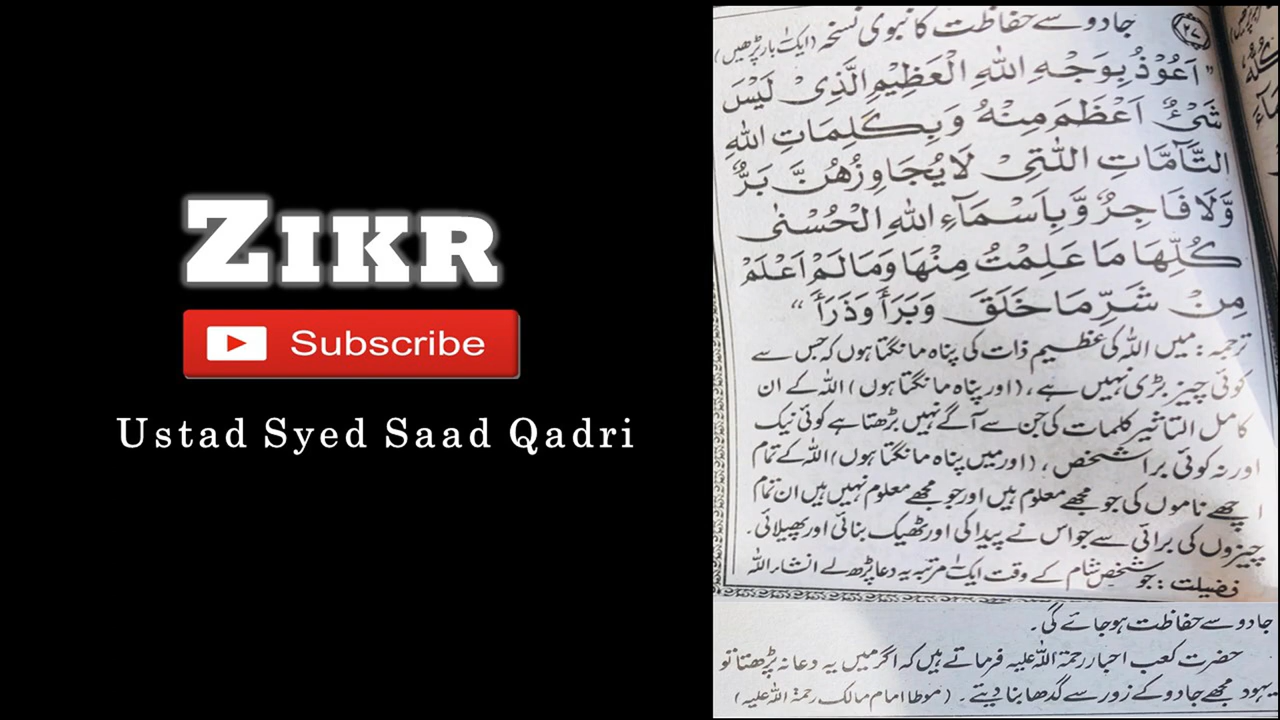 ZIKR
Subscribe
Ustad Syed Saad Qadri
۲۷ جادو سے حفاظت کا نبوی نسخہ (ایک بار پڑھیں)
"اَعُوْذُ بِوَجْهِ اللهِ الْعَظِيْمِ الَّذِىْ لَيْسَ
شَىْءٌ اَعْظَمَ مِنْهُ وَبِكَلِمَاتِ اللهِ
التَّآمَّاتِ اللَّتِىْ لَا يُجَاوِزُهُنَّ بَرٌّ
وَّلَا فَاجِرٌ وَّبِاَسْمَآءِ اللهِ الْحُسْنٰى
كُلِّهَا مَا عَلِمْتُ مِنْهَا وَمَا لَمْ اَعْلَمْ
مِنْ شَرِّ مَا خَلَقَ وَبَرَأَ وَذَرَأَ"
ترجمہ: میں اللہ کی عظیم ذات کی پناہ مانگتا ہوں کہ جس سے
کوئی چیز بڑی نہیں ہے، (اور پناہ مانگتا ہوں) اللہ کے ان
کامل التاثیر کلمات کی جن سے آگے نہیں بڑھتا ہے کوئی نیک
اور نہ کوئی برا شخص، (اور میں پناہ مانگتا ہوں) اللہ کے تمام
اچھے ناموں کی جو مجھے معلوم ہیں اور جو مجھے معلوم نہیں ہیں ان تمام
چیزوں کی برائی سے جو اس نے پیدا کی اور ٹھیک بنائی اور پھیلائی۔
فضیلت: جو شخص شام کے وقت ایک مرتبہ یہ دعا پڑھ لے انشاء اللہ
جادو سے حفاظت ہو جائے گی۔
حضرت کعب احبار رحمۃ اللہ علیہ فرماتے ہیں کہ اگر میں یہ دعا نہ پڑھتا تو
یہود مجھے جادو کے زور سے گدھا بنا دیتے۔ (موطا امام مالک رحمۃ اللہ علیہ)